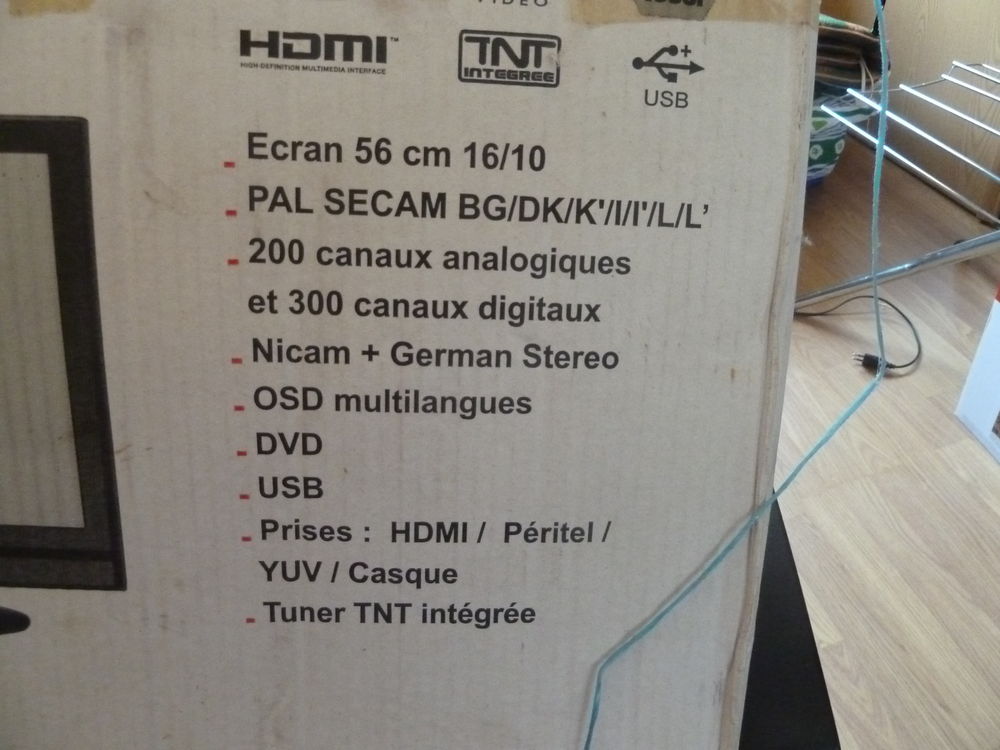 VIDEO
HDMI™
HIGH-DEFINITION MULTIMEDIA INTERFACE
TNT
INTEGREE
USB
Ecran 56 cm 16/10
PAL SECAM BG/DK/K'/I/I'/L/L’
200 canaux analogiques
et 300 canaux digitaux
Nicam + German Stereo
OSD multilangues
DVD
USB
Prises : HDMI / Péritel /
YUV / Casque
Tuner TNT intégrée